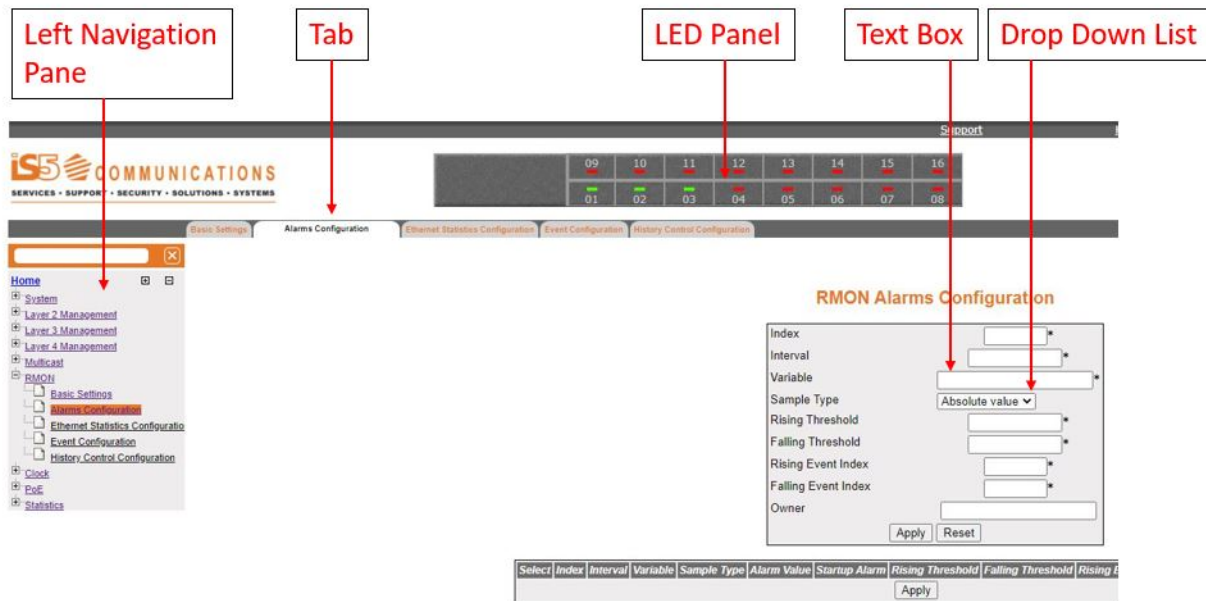 Left Navigation
Pane
Tab
LED Panel
Text Box
Drop Down List
Support
iS5 COMMUNICATIONS
SERVICES • SUPPORT • SECURITY • SOLUTIONS • SYSTEMS
09 10 11 12 13 14 15 16
01 02 03 04 05 06 07 08
Basic Settings Alarms Configuration Ethernet Statistics Configuration Event Configuration History Control Configuration
Home
System
Layer 2 Management
Layer 3 Management
Layer 4 Management
Multicast
RMON
Basic Settings
Alarms Configuration
Ethernet Statistics Configuratio
Event Configuration
History Control Configuration
Clock
PoE
Statistics
RMON Alarms Configuration
Index *
Interval *
Variable *
Sample Type Absolute value
Rising Threshold *
Falling Threshold *
Rising Event Index *
Falling Event Index *
Owner
Apply Reset
Select Index Interval Variable Sample Type Alarm Value Startup Alarm Rising Threshold Falling Threshold Rising
Apply